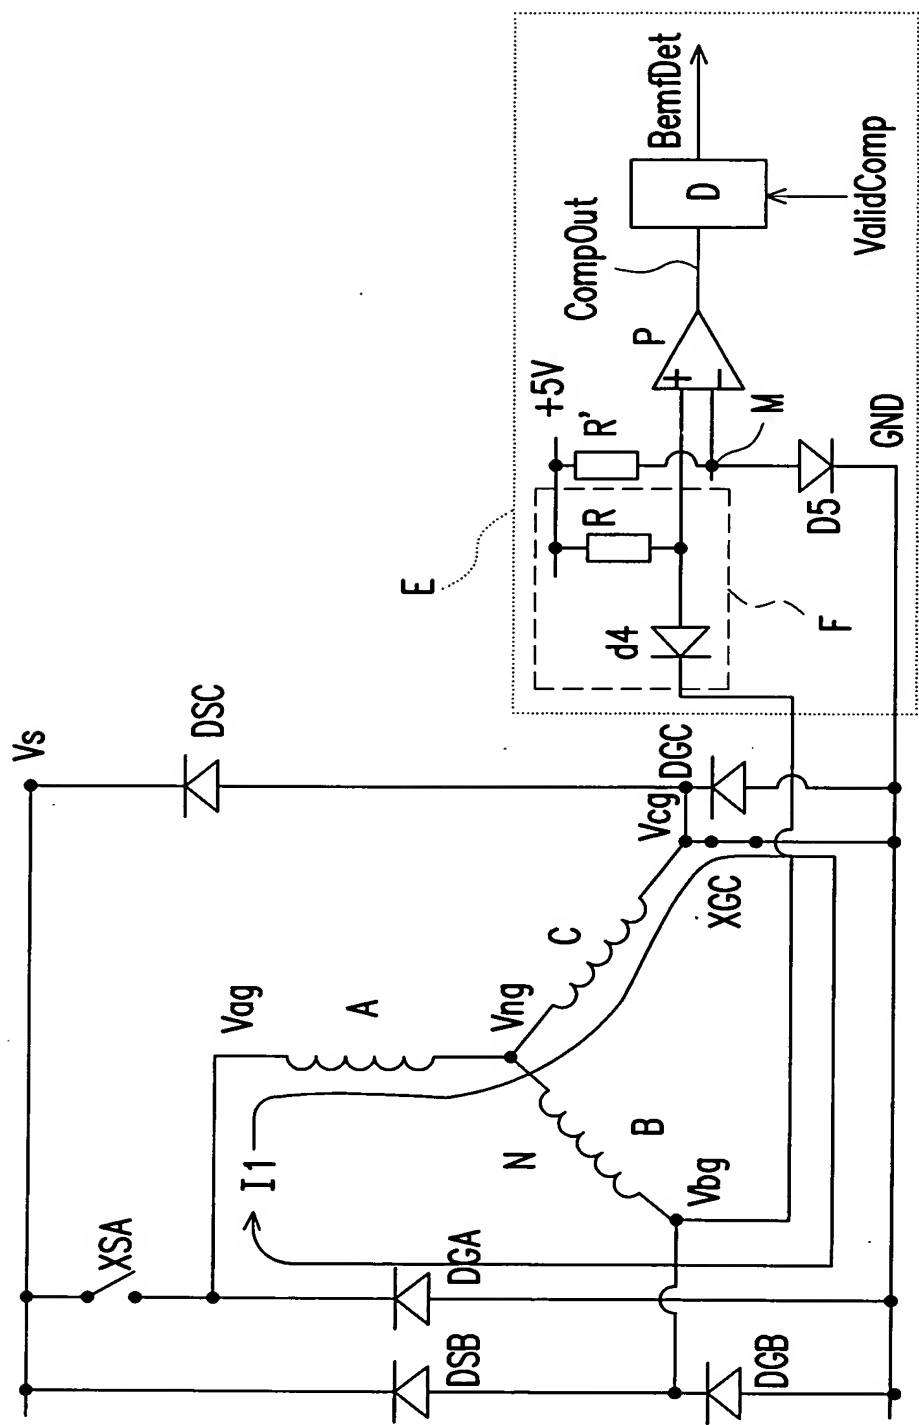 Vs
XSA
DSC
Vag
A
I1
DGA
DSB
Vng
N
C
B
Vcg
DGC
XGC
Vbg
DGB
E
+5V
R
R'
d4
F
P
+
−
M
D5
GND
CompOut
D
BemfDet
ValidComp